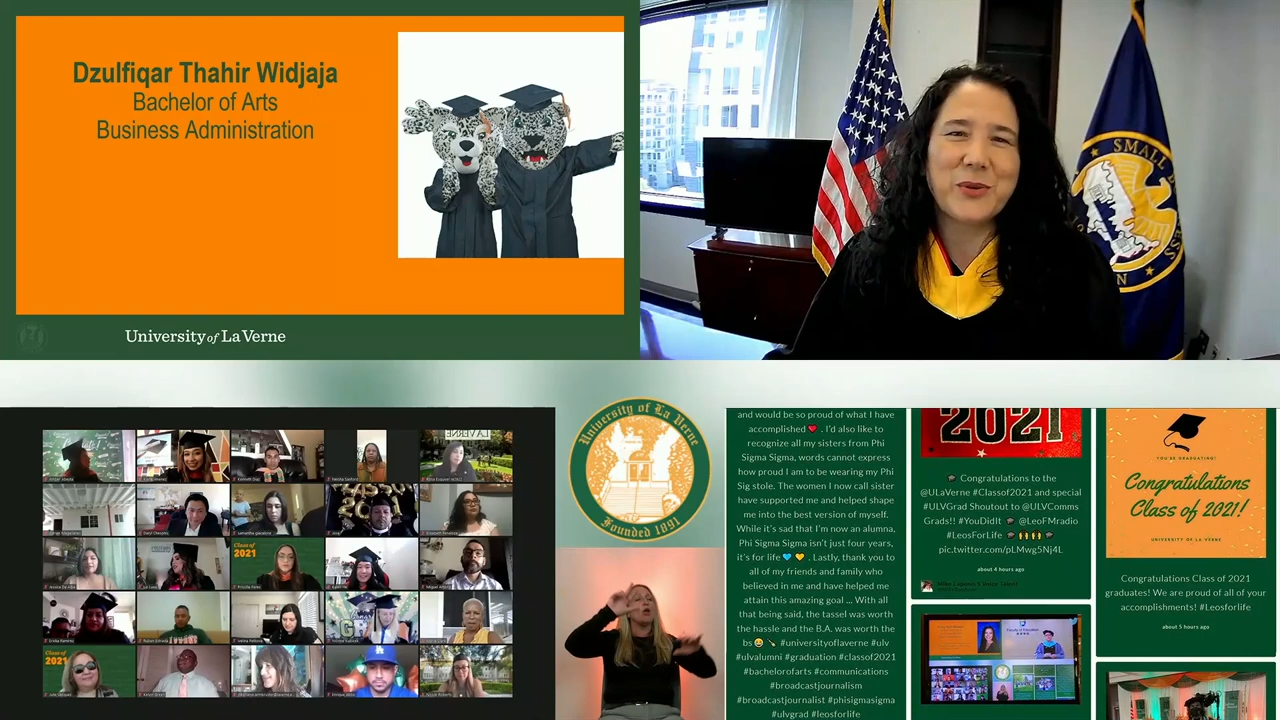 Dzulfiqar Thahir Widjaja
Bachelor of Arts
Business Administration
University of La Verne
SMALL
University of La Verne
Founded 1891
LA VERNE
Class of
2021
Class of
2021
and would be so proud of what I have
accomplished❤️ . I'd also like to
recognize all my sisters from Phi
Sigma Sigma, words cannot express
how proud I am to be wearing my Phi
Sig stole. The women I now call sister
have supported me and helped shape
me into the best version of myself.
While it's sad that I'm now an alumna,
Phi Sigma Sigma isn't just four years,
it's for life💙 💛 . Lastly, thank you to
all of my friends and family who
believed in me and have helped me
attain this amazing goal ... With all
that being said, the tassel was worth
the hassle and the B.A. was worth the
bs😂 🎤 #universityoflaverne #ulv
#ulvalumni #graduation #classof2021
#bachelorofarts #communications
#broadcastjournalism
#broadcastjournalist #phisigmasigma
#ulvgrad #leosforlife
2021
🎓 Congratulations to the
@ULaVerne #Classof2021 and special
#ULVGrad Shoutout to @ULVComms
Grads!! #YouDidIt 🎓 @LeoFMradio
#LeosForLife 🎓🙌🙌🎓
pic.twitter.com/pLMwg5Nj4L
about 4 hours ago
Faculty of Education
YOU'RE GRADUATING!
Congratulations
Class of 2021!
UNIVERSITY OF LA VERNE
Congratulations Class of 2021
graduates! We are proud of all of your
accomplishments! #Leosforlife
about 5 hours ago